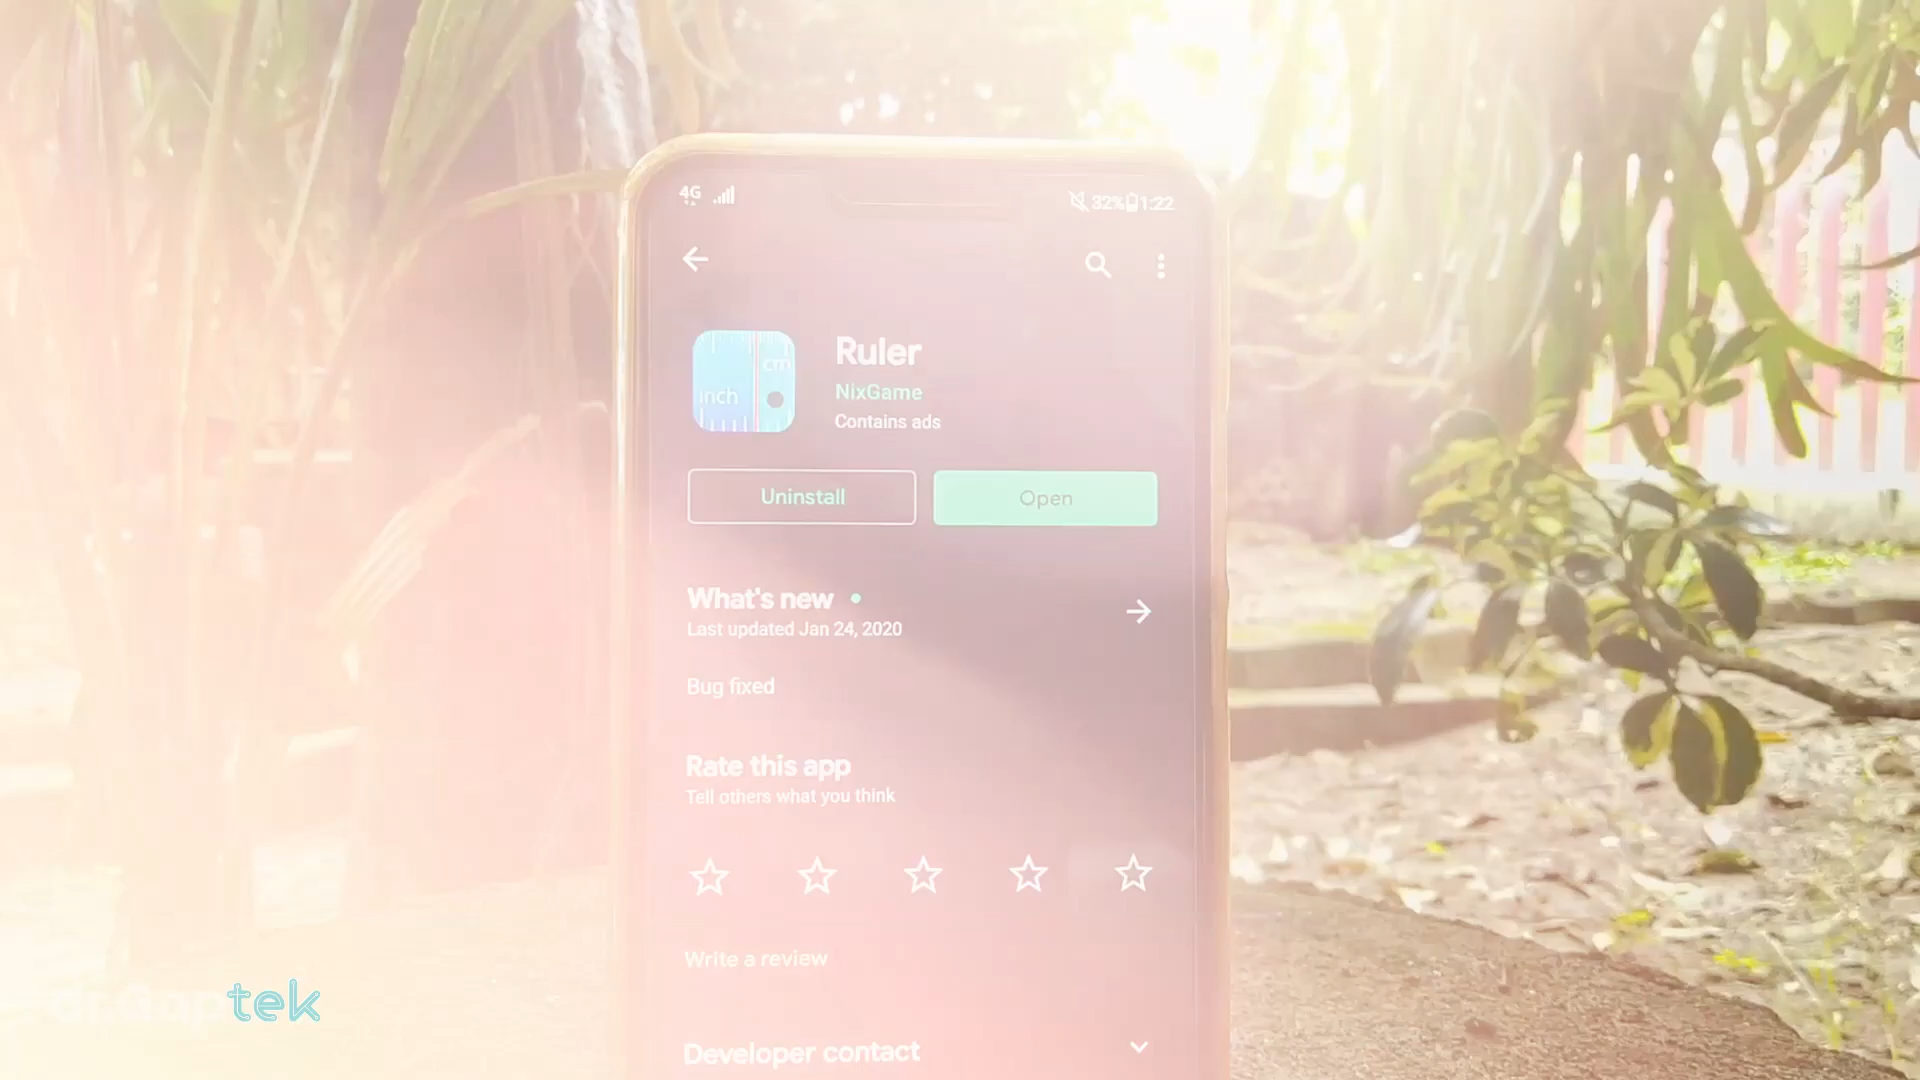 4G 32% 1:22
inch cm
Ruler
NixGame
Contains ads
Uninstall Open
What's new
Last updated Jan 24, 2020
Bug fixed
Rate this app
Tell others what you think
Write a review
Developer contact
tek